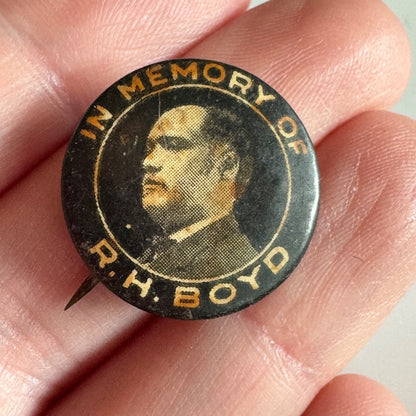 IN MEMORY OF
R.H. BOYD